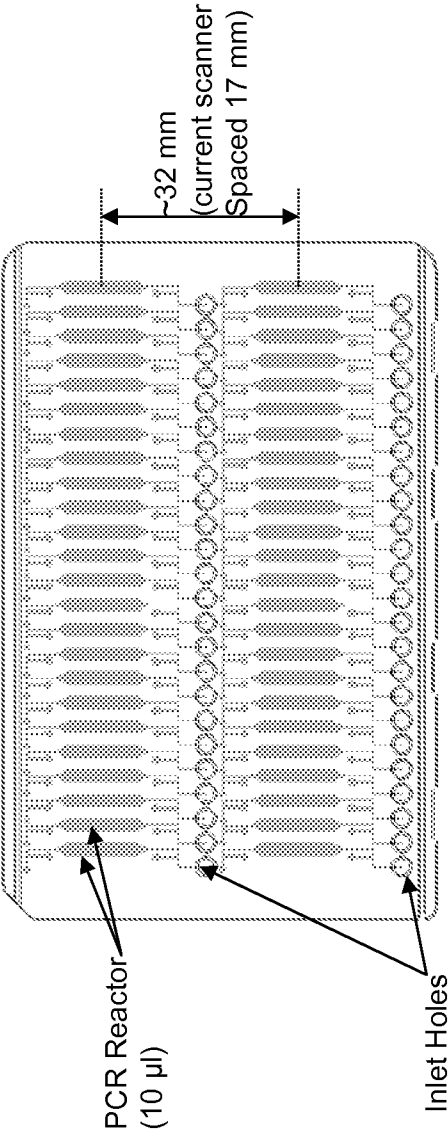 ~32 mm
(current scanner
Spaced 17 mm)
PCR Reactor
(10 µl)
Inlet Holes